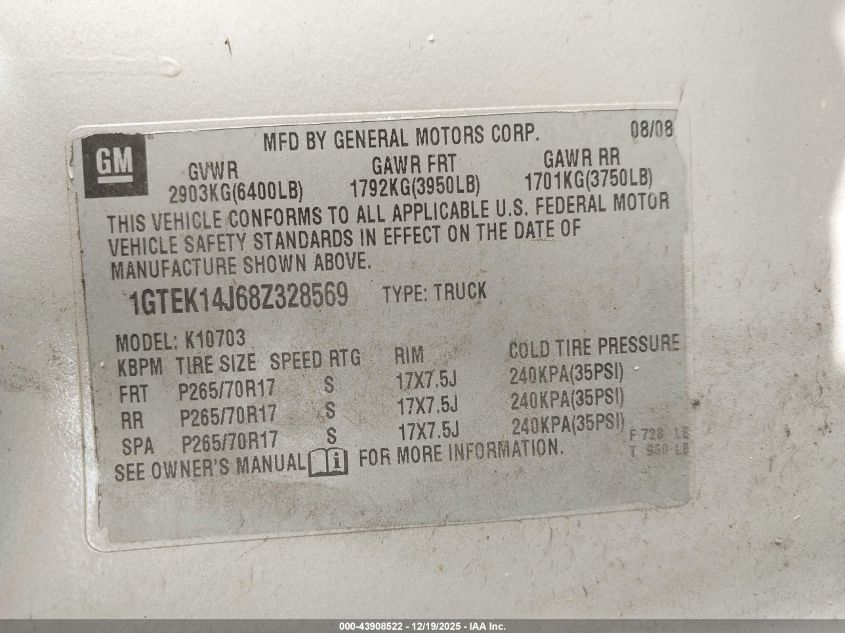 GM
MFD BY GENERAL MOTORS CORP. 08/08
GVWR GAWR FRT GAWR RR
2903KG(6400LB) 1792KG(3950LB) 1701KG(3750LB)
THIS VEHICLE CONFORMS TO ALL APPLICABLE U.S. FEDERAL MOTOR
VEHICLE SAFETY STANDARDS IN EFFECT ON THE DATE OF
MANUFACTURE SHOWN ABOVE.
1GTEK14J68Z328569 TYPE: TRUCK
MODEL: K10703
KBPM TIRE SIZE SPEED RTG RIM COLD TIRE PRESSURE
FRT P265/70R17 S 17X7.5J 240KPA(35PSI)
RR P265/70R17 S 17X7.5J 240KPA(35PSI)
SPA P265/70R17 S 17X7.5J 240KPA(35PSI)
F 728 LB
T 950 LB
SEE OWNER'S MANUAL i FOR MORE INFORMATION.
000-43908522 - 12/19/2025 - IAA Inc.